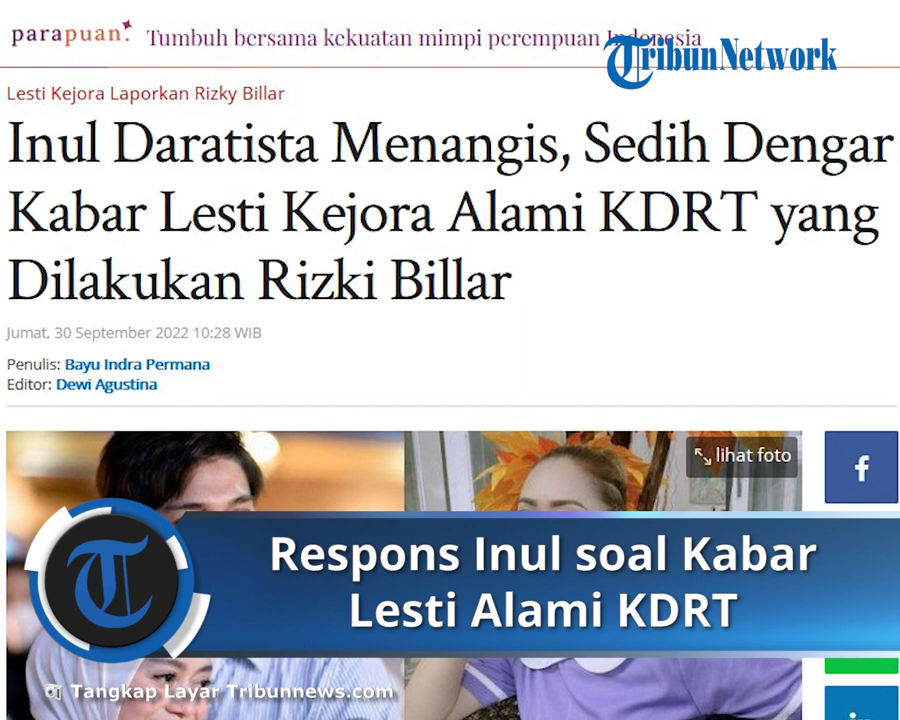 parapuan.
Tumbuh bersama kekuatan mimpi perempuan Indonesia
TribunNetwork
Lesti Kejora Laporkan Rizky Billar
Inul Daratista Menangis, Sedih Dengar
Kabar Lesti Kejora Alami KDRT yang
Dilakukan Rizki Billar
Jumat, 30 September 2022 10:28 WIB
Penulis: Bayu Indra Permana
Editor: Dewi Agustina
lihat foto
f
T
Respons Inul soal Kabar
Lesti Alami KDRT
Tangkap Layar Tribunnews.com
in